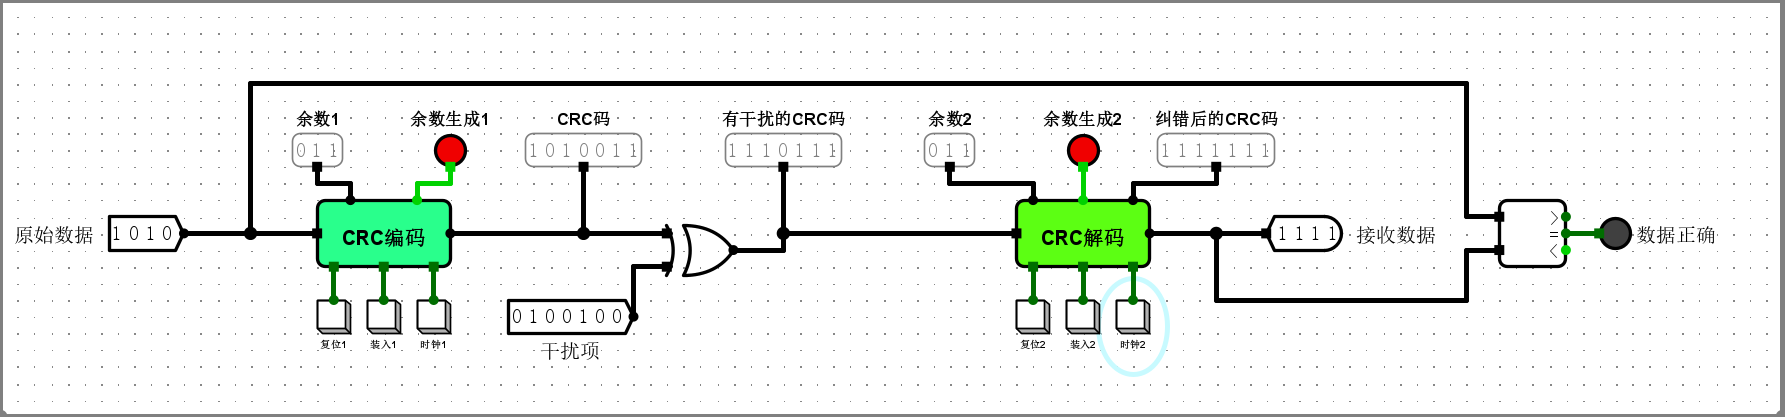 余数1
余数生成1
CRC码
有干扰的CRC码
余数2
余数生成2
纠错后的CRC码
0 1 1
1 0 1 0 0 1 1
1 1 1 0 1 1 1
0 1 1
1 1 1 1 1 1 1
原始数据
1 0 1 0
CRC编码
CRC解码
1 1 1 1
接收数据
>
=
<
数据正确
0 1 0 0 1 0 0
干扰项
复位1
装入1
时钟1
复位2
装入2
时钟2